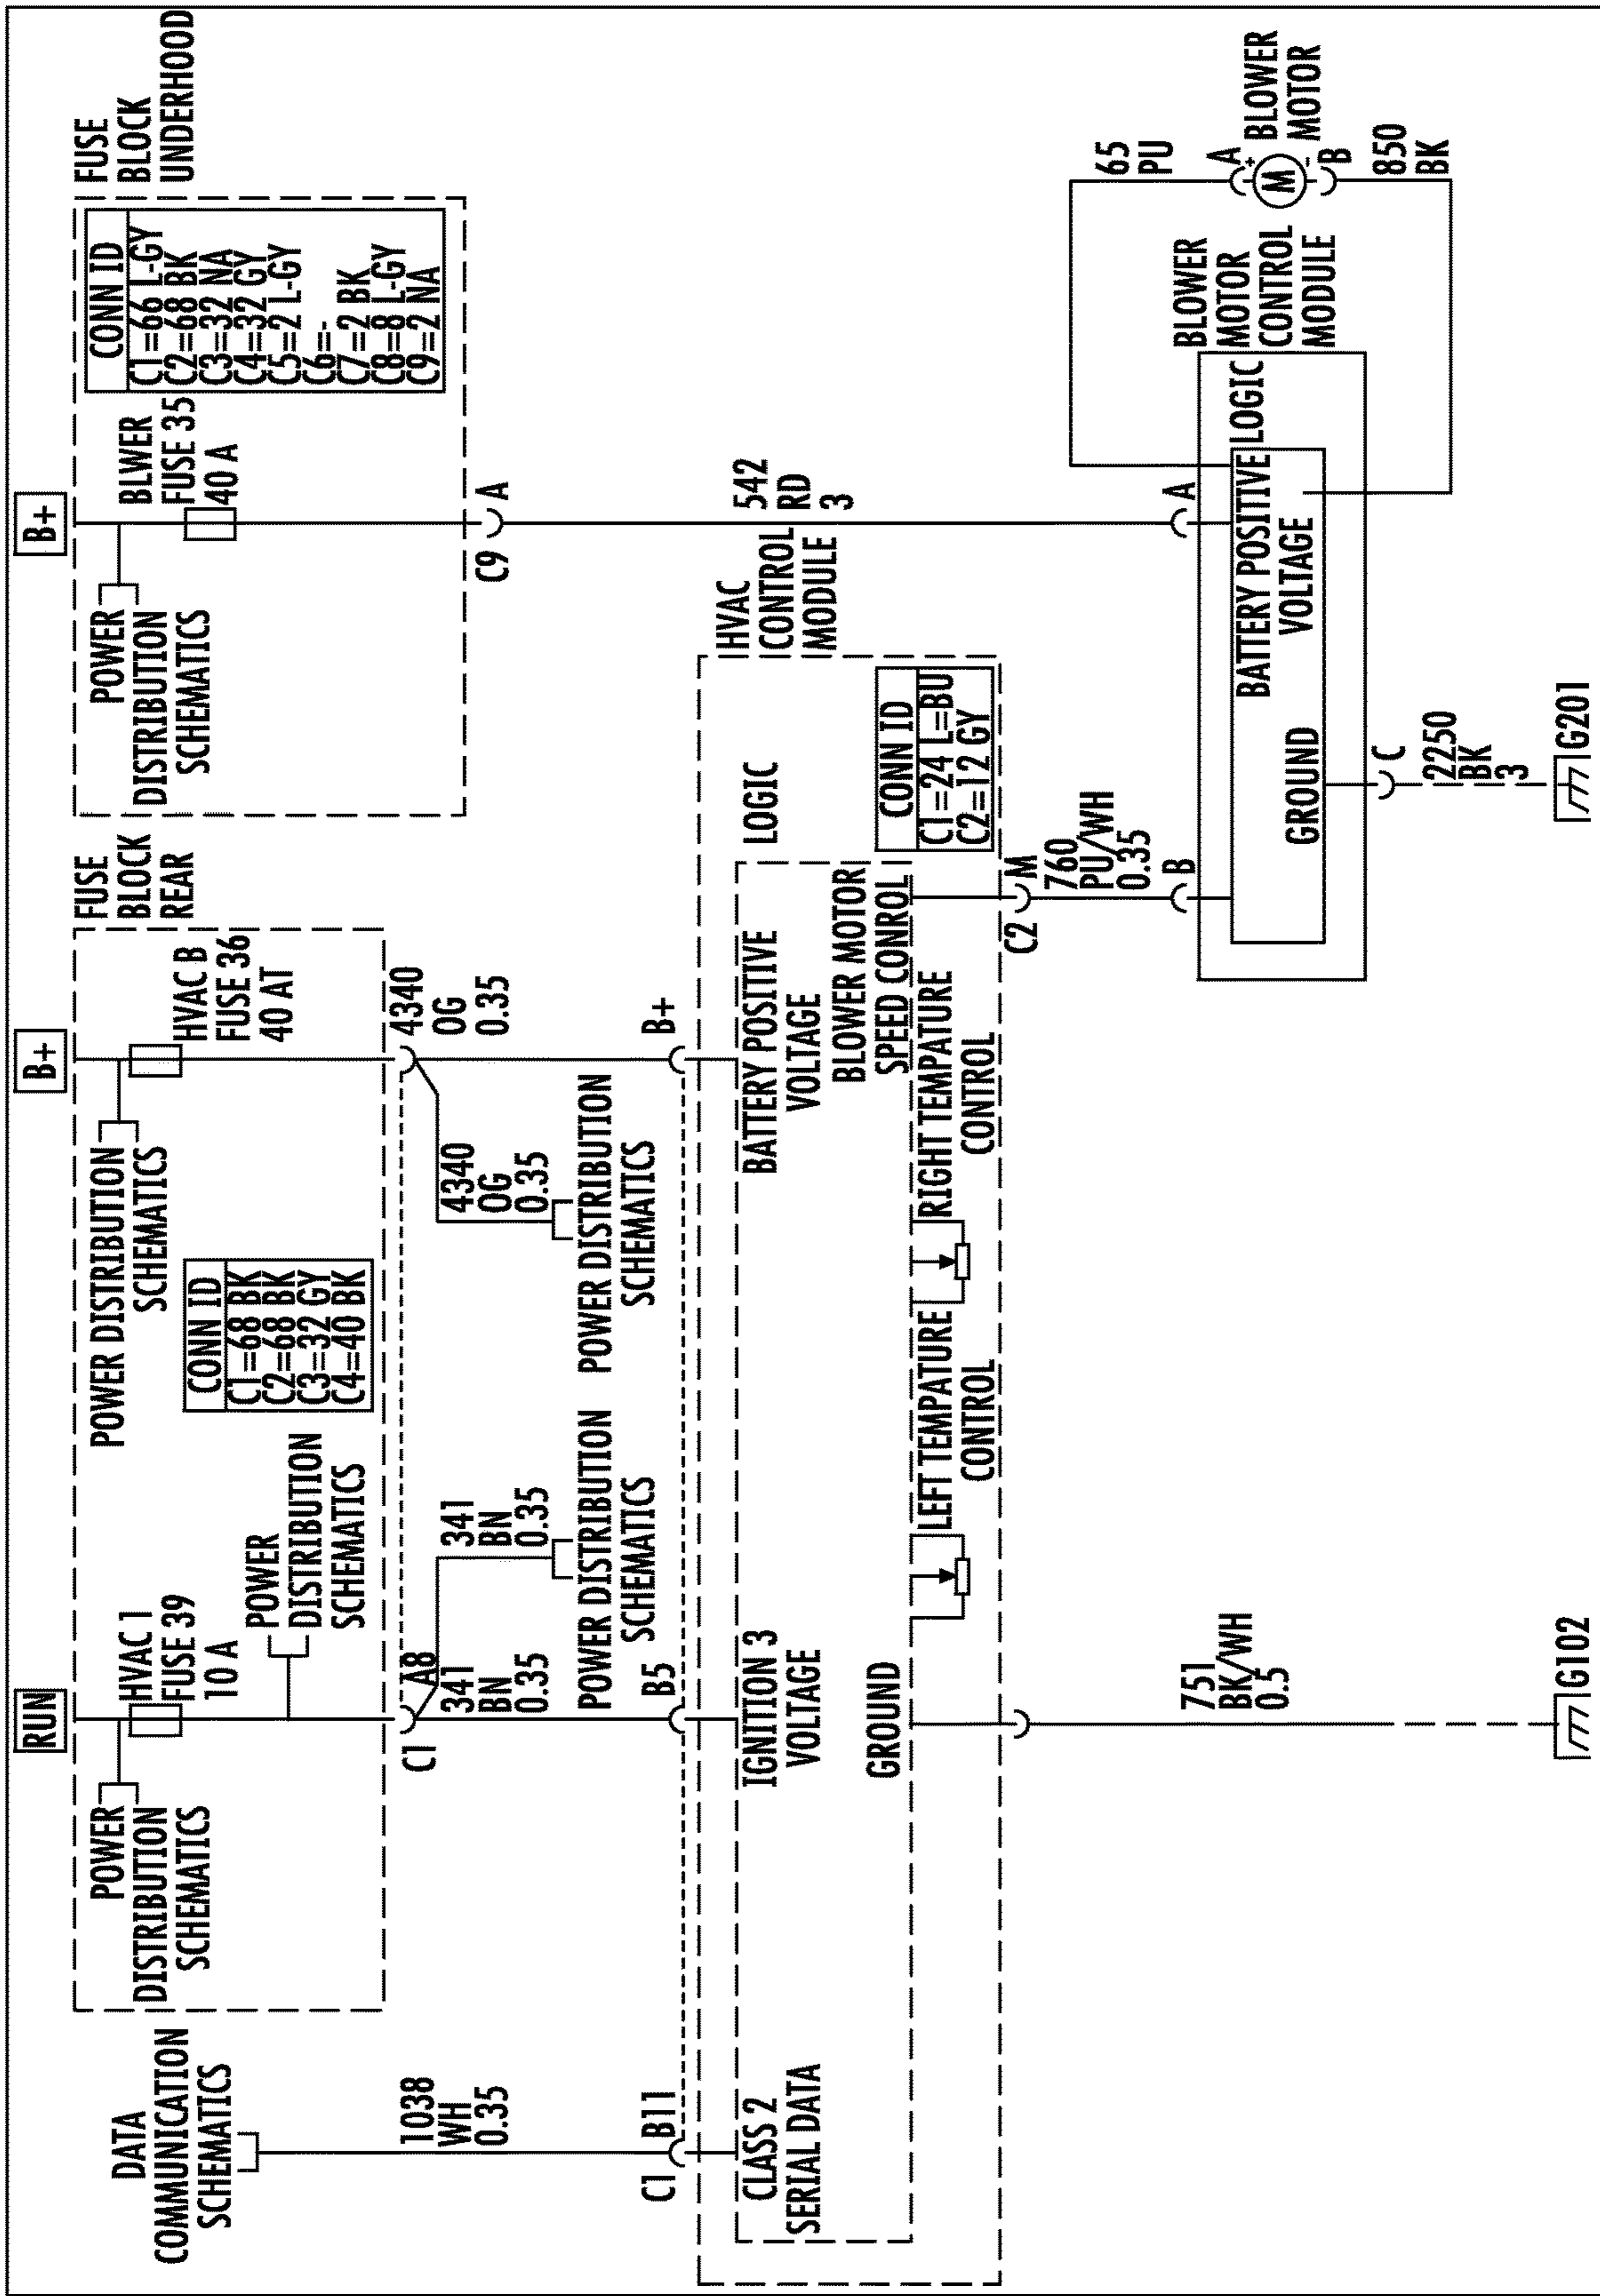 DATA
COMMUNICATION
SCHEMATICS
1038
WH
0.35
C1
B11
CLASS 2
SERIAL DATA
RUN
POWER
DISTRIBUTION
SCHEMATICS
HVAC 1
FUSE 39
10 A
POWER
DISTRIBUTION
SCHEMATICS
C1
A8
341
BN
0.35
341
BN
0.35
POWER DISTRIBUTION
SCHEMATICS
B5
IGNITION 3
VOLTAGE
GROUND
751
BK/WH
0.5
G102
CONN ID
C1=68 BK
C2=68 BK
C3=32 GY
C4=40 BK
B+
POWER DISTRIBUTION
SCHEMATICS
HVAC B
FUSE 36
40 AT
FUSE
BLOCK
REAR
4340
OG
0.35
4340
OG
0.35
POWER DISTRIBUTION
SCHEMATICS
B+
BATTERY POSITIVE
VOLTAGE
BLOWER MOTOR
SPEED CONROL
LEFT TEMPATURE
CONTROL
RIGHT TEMPATURE
CONTROL
LOGIC
HVAC
CONTROL
MODULE
CONN ID
C1=24 L=BU
C2=12 GY
C2
M
760
PU/WH
0.35
B
B+
POWER
DISTRIBUTION
SCHEMATICS
BLWER
FUSE 35
40 A
CONN ID
C1=66 L-GY
C2=68 BK
C3=32 NA
C4=32 GY
C5=2 L-GY
C6=-
C7=2 BK
C8=8 L-GY
C9=2 NA
FUSE
BLOCK
UNDERHOOD
C9
A
542
RD
3
A
BATTERY POSITIVE
VOLTAGE
LOGIC
GROUND
C
2250
BK
3
G201
BLOWER
MOTOR
CONTROL
MODULE
65
PU
A
+
M
-
B
BLOWER
MOTOR
850
BK